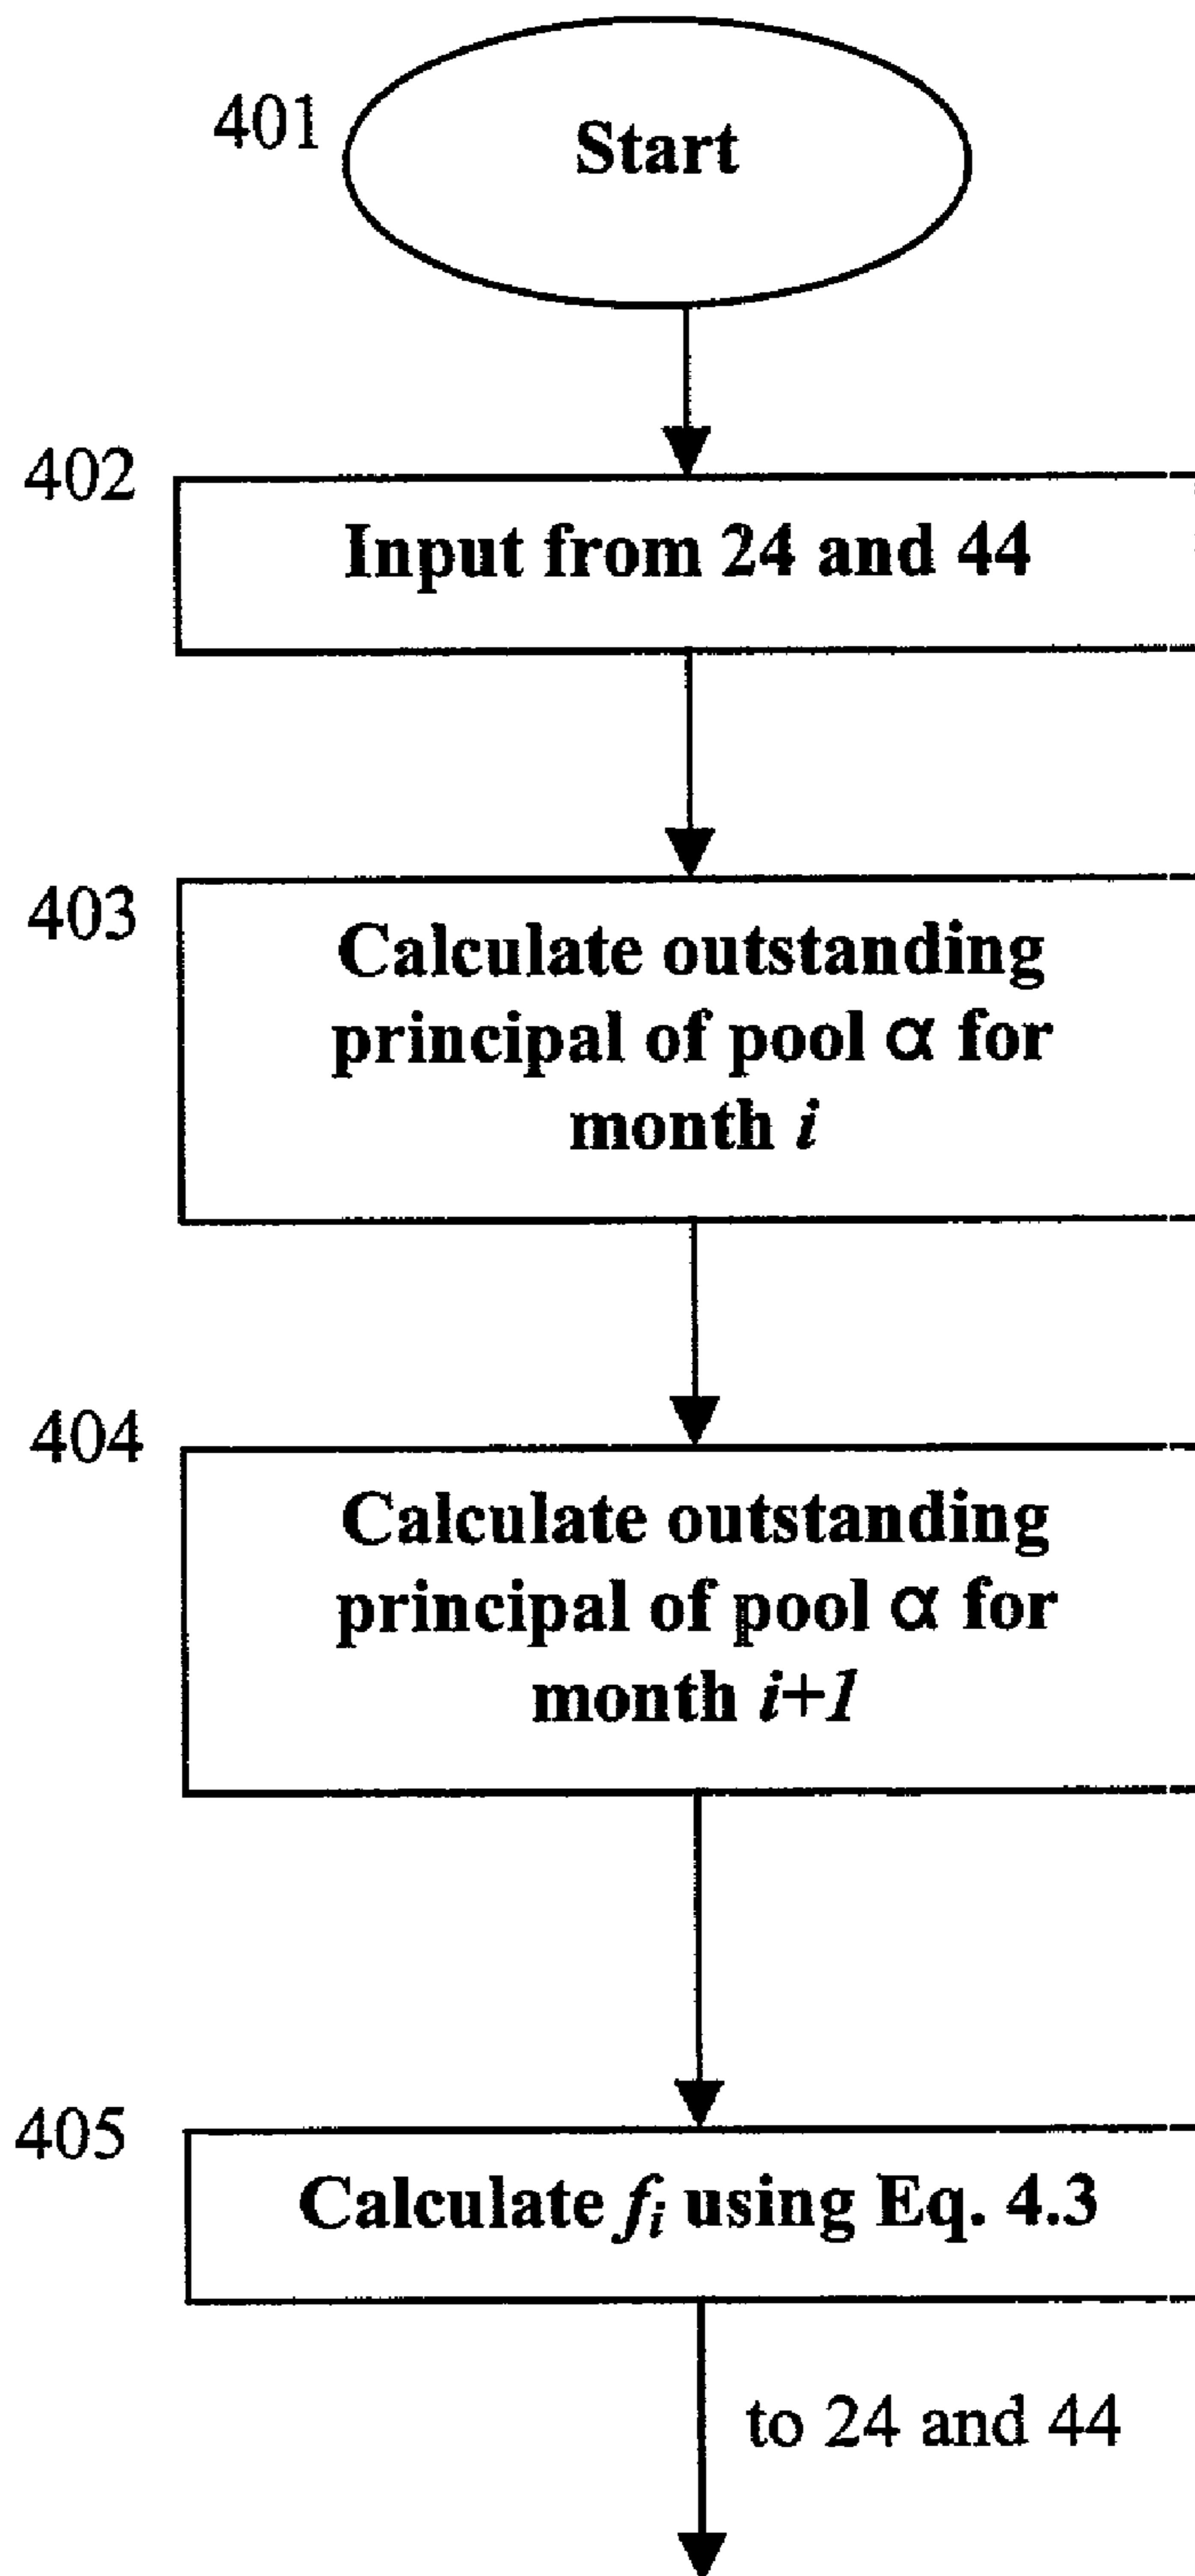 401
Start
402
Input from 24 and 44
403
Calculate outstanding
principal of pool α for
month i
404
Calculate outstanding
principal of pool α for
month i+1
405
Calculate fi using Eq. 4.3
to 24 and 44